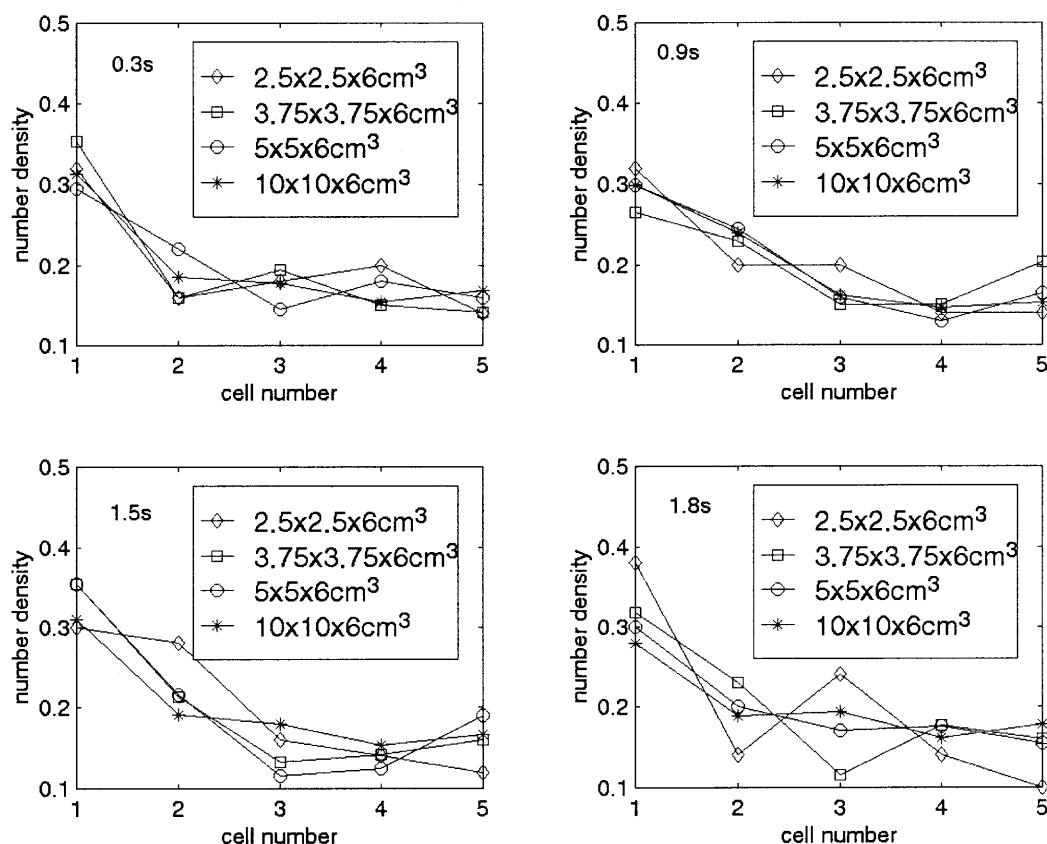 0.5
0.4
0.3
0.2
0.1
number density
0.3s
2.5x2.5x6cm³
3.75x3.75x6cm³
5x5x6cm³
10x10x6cm³
1 2 3 4 5
cell number
0.5
0.4
0.3
0.2
0.1
number density
0.9s
2.5x2.5x6cm³
3.75x3.75x6cm³
5x5x6cm³
10x10x6cm³
1 2 3 4 5
cell number
0.5
0.4
0.3
0.2
0.1
number density
1.5s
2.5x2.5x6cm³
3.75x3.75x6cm³
5x5x6cm³
10x10x6cm³
1 2 3 4 5
cell number
0.5
0.4
0.3
0.2
0.1
number density
1.8s
2.5x2.5x6cm³
3.75x3.75x6cm³
5x5x6cm³
10x10x6cm³
1 2 3 4 5
cell number